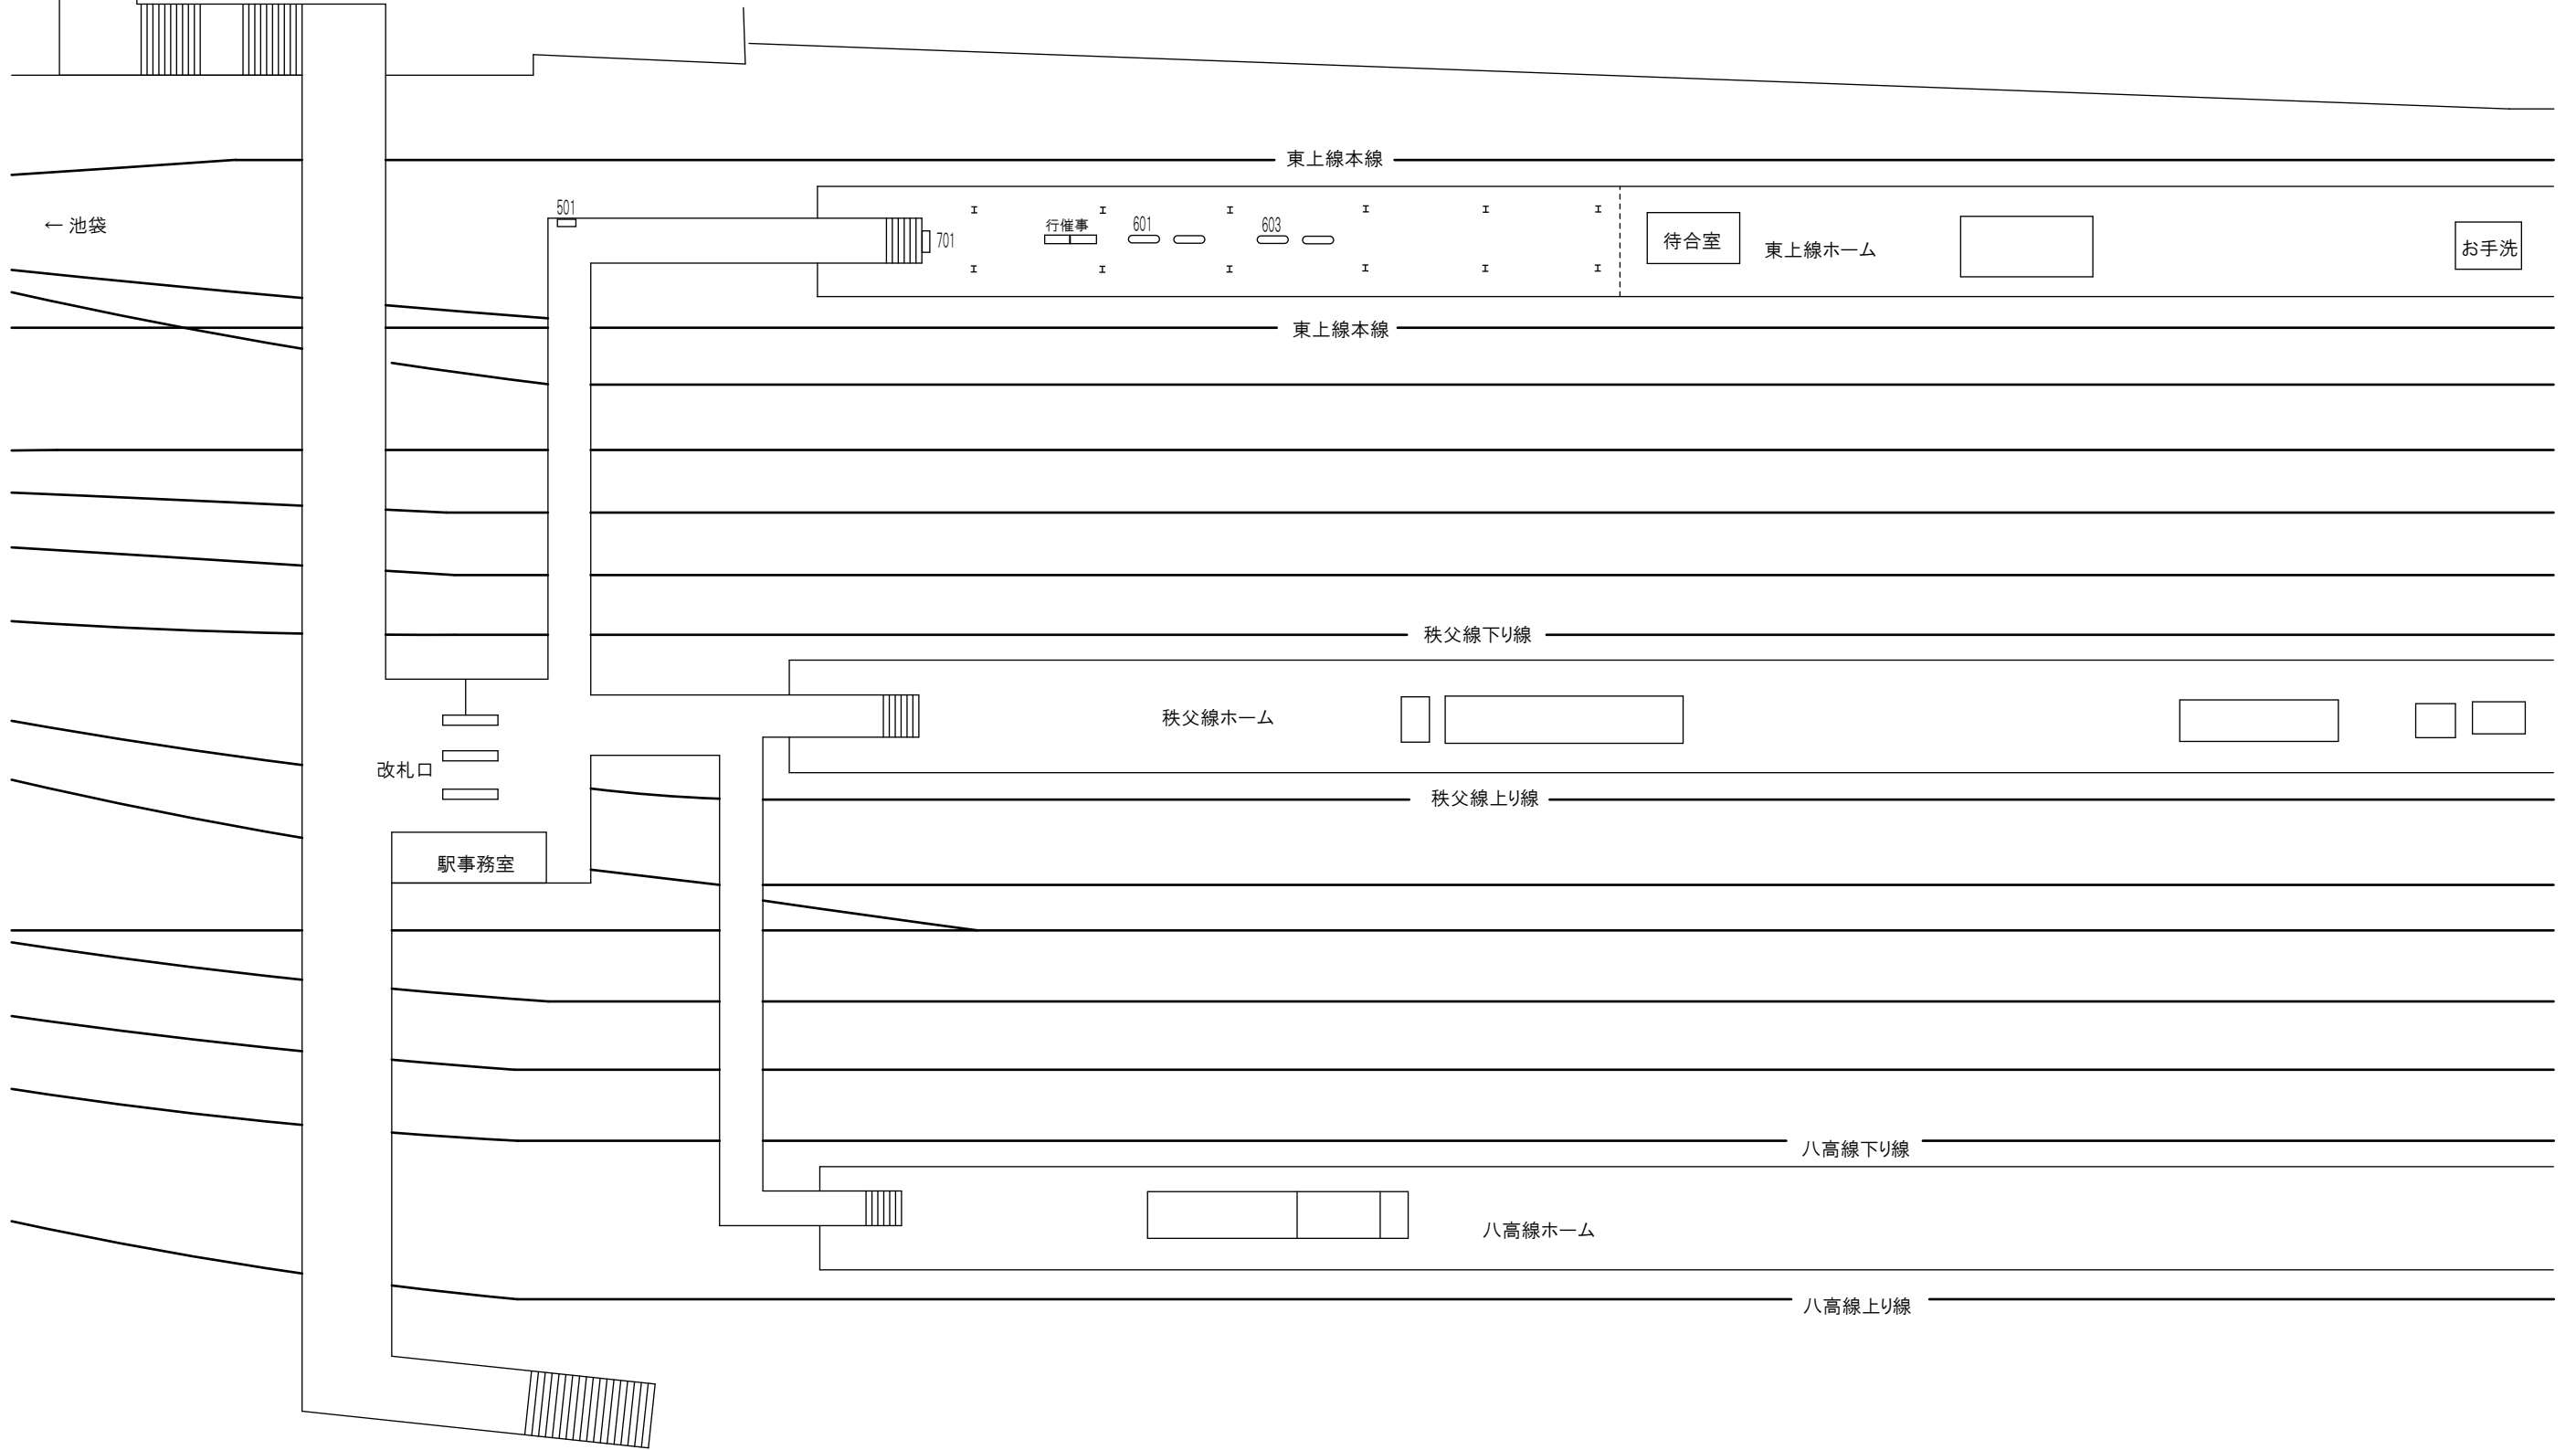 東上線本線
501
← 池袋
701
行催事
601
603
待合室
東上線ホーム
お手洗
東上線本線
秩父線下り線
秩父線ホーム
改札口
秩父線上り線
駅事務室
八高線下り線
八高線ホーム
八高線上り線